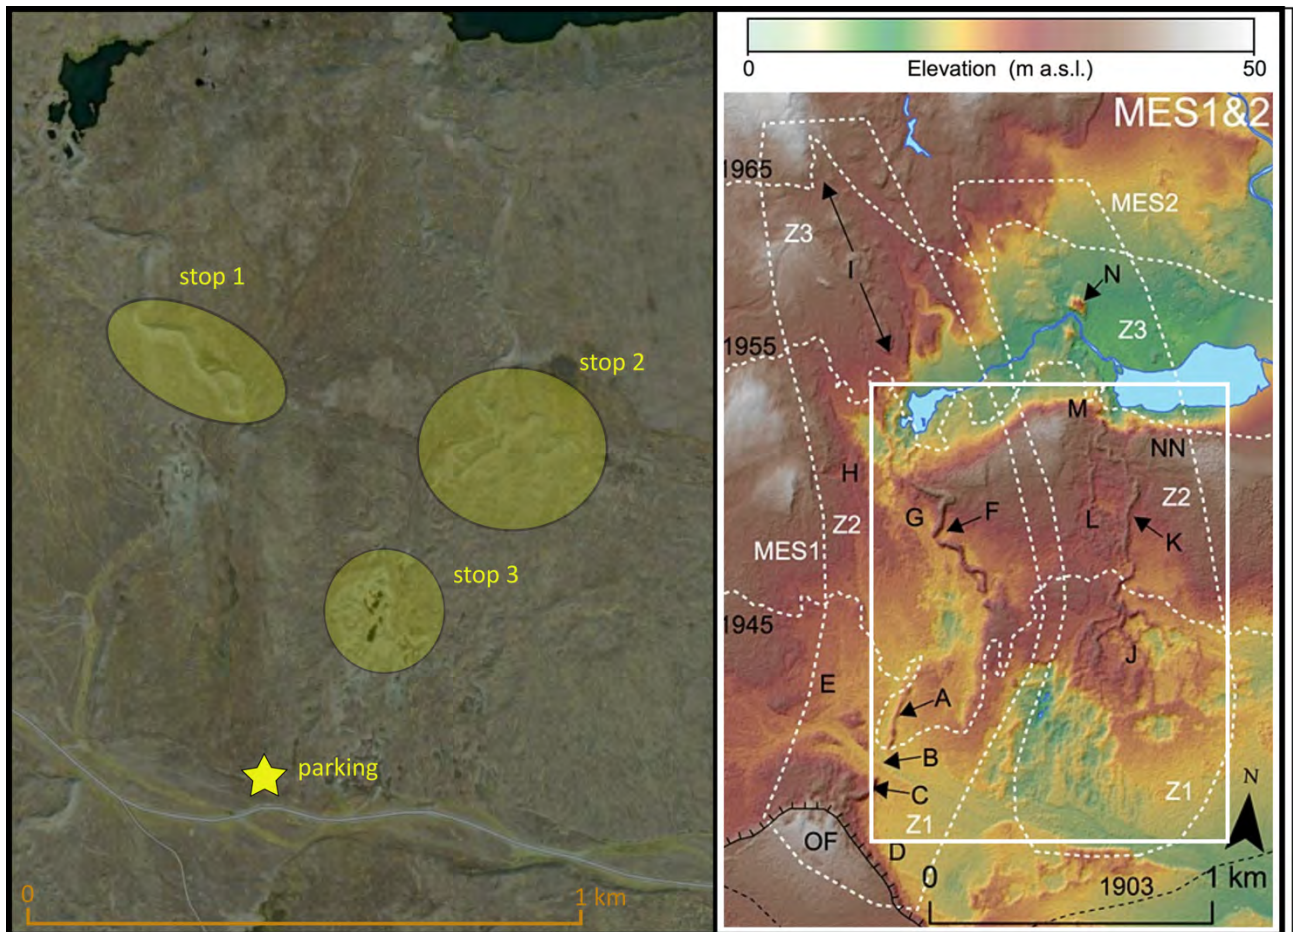 stop 1
stop 2
stop 3
parking
0
1 km
0
Elevation (m a.s.l.)
50
MES1&2
1965
MES2
Z3
I
N
Z3
1955
M
NN
H
Z2
G
F
L
Z2
K
MES1
1945
J
E
A
B
Z1
N
C
Z1
OF
D
0
1903
1 km